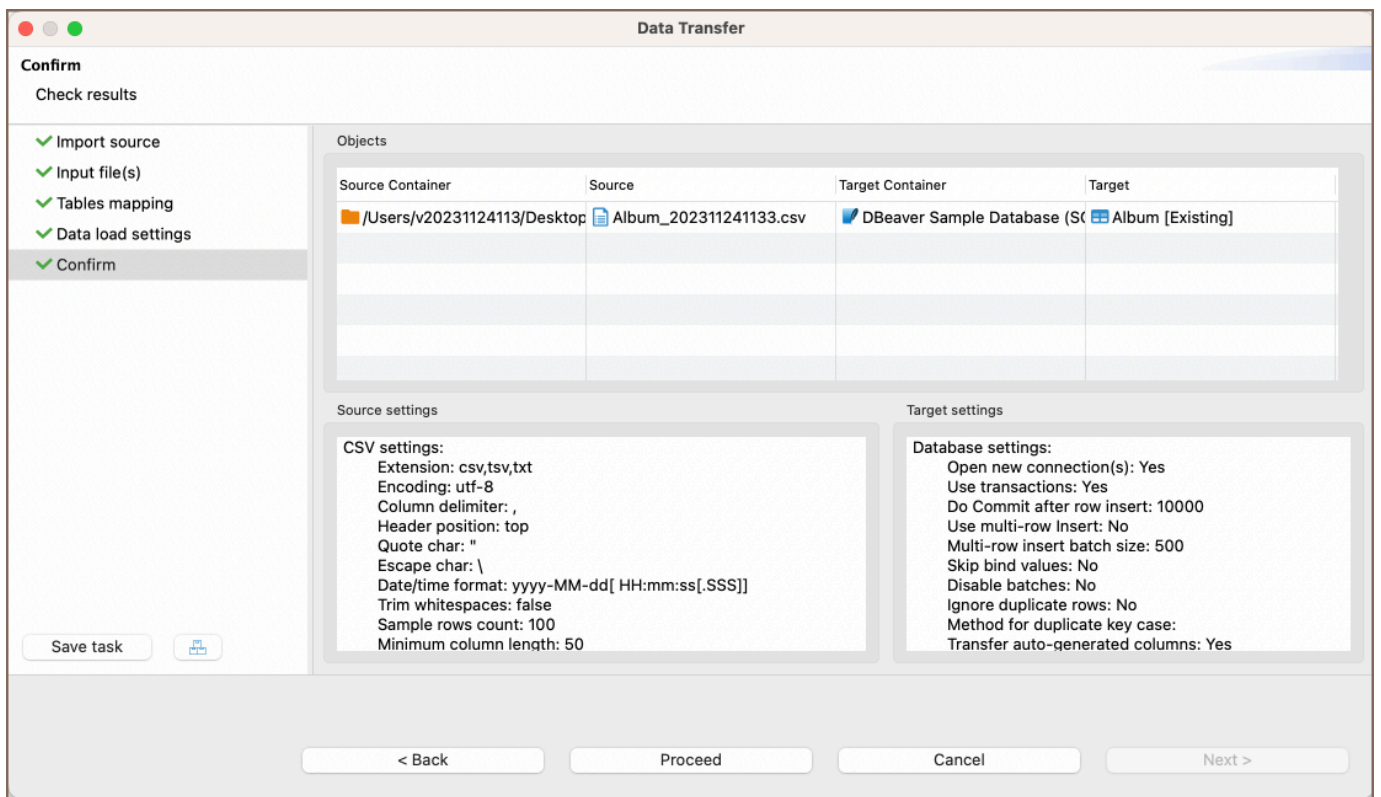 Data Transfer
Confirm
Check results
Import source
Input file(s)
Tables mapping
Data load settings
Confirm
Save task
Objects
Source Container Source Target Container Target
/Users/v20231124113/Desktop Album_202311241133.csv DBeaver Sample Database (SQ Album [Existing]
Source settings
CSV settings:
Extension: csv,tsv,txt
Encoding: utf-8
Column delimiter: ,
Header position: top
Quote char: "
Escape char: \
Date/time format: yyyy-MM-dd[ HH:mm:ss[.SSS]]
Trim whitespaces: false
Sample rows count: 100
Minimum column length: 50
Target settings
Database settings:
Open new connection(s): Yes
Use transactions: Yes
Do Commit after row insert: 10000
Use multi-row Insert: No
Multi-row insert batch size: 500
Skip bind values: No
Disable batches: No
Ignore duplicate rows: No
Method for duplicate key case:
Transfer auto-generated columns: Yes
< Back
Proceed
Cancel
Next >